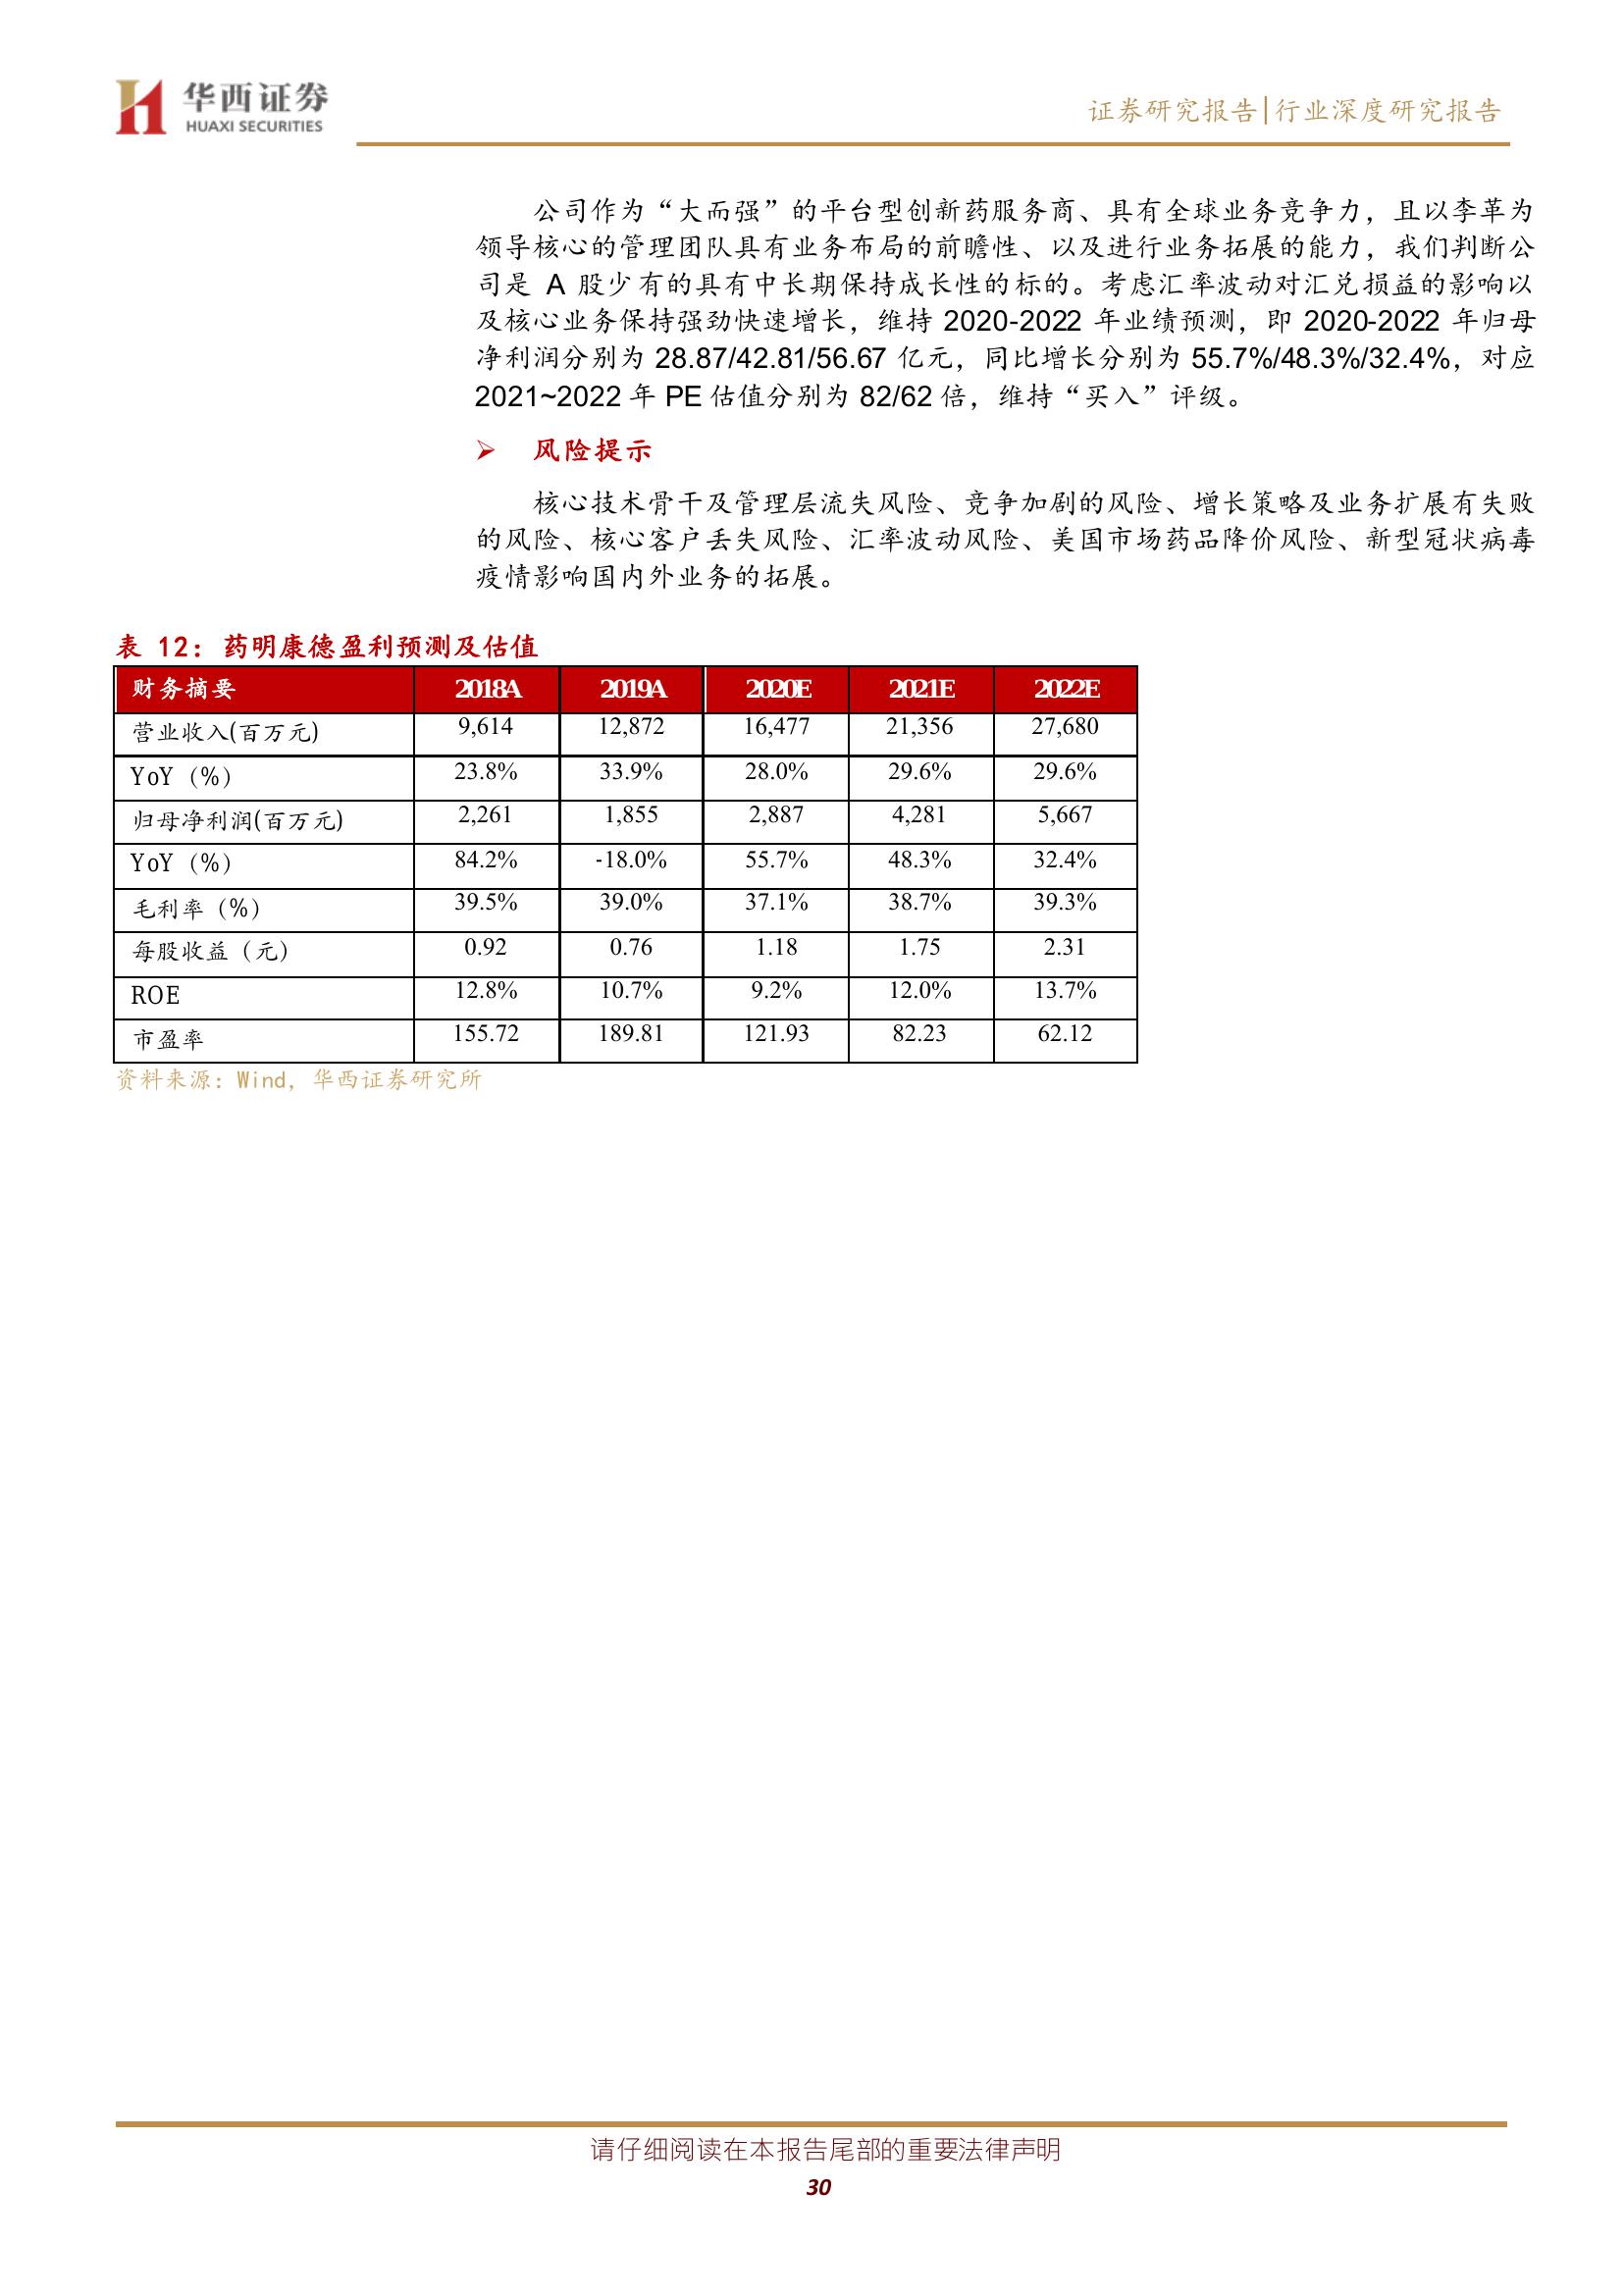 华西证券
HUAXI SECURITIES
证券研究报告|行业深度研究报告
公司作为“大而强”的平台型创新药服务商、具有全球业务竞争力，且以李革为
领导核心的管理团队具有业务布局的前瞻性、以及进行业务拓展的能力，我们判断公
司是 A 股少有的具有中长期保持成长性的标的。考虑汇率波动对汇兑损益的影响以
及核心业务保持强劲快速增长，维持 2020-2022 年业绩预测，即 2020-2022 年归母
净利润分别为 28.87/42.81/56.67 亿元，同比增长分别为 55.7%/48.3%/32.4%，对应
2021~2022 年 PE 估值分别为 82/62 倍，维持“买入”评级。
➢ 风险提示
核心技术骨干及管理层流失风险、竞争加剧的风险、增长策略及业务扩展有失败
的风险、核心客户丢失风险、汇率波动风险、美国市场药品降价风险、新型冠状病毒
疫情影响国内外业务的拓展。
表 12：药明康德盈利预测及估值
财务摘要 2018A 2019A 2020E 2021E 2022E
营业收入(百万元) 9,614 12,872 16,477 21,356 27,680
YoY（%） 23.8% 33.9% 28.0% 29.6% 29.6%
归母净利润(百万元) 2,261 1,855 2,887 4,281 5,667
YoY（%） 84.2% -18.0% 55.7% 48.3% 32.4%
毛利率（%） 39.5% 39.0% 37.1% 38.7% 39.3%
每股收益（元） 0.92 0.76 1.18 1.75 2.31
ROE 12.8% 10.7% 9.2% 12.0% 13.7%
市盈率 155.72 189.81 121.93 82.23 62.12
资料来源：Wind，华西证券研究所
请仔细阅读在本报告尾部的重要法律声明
30